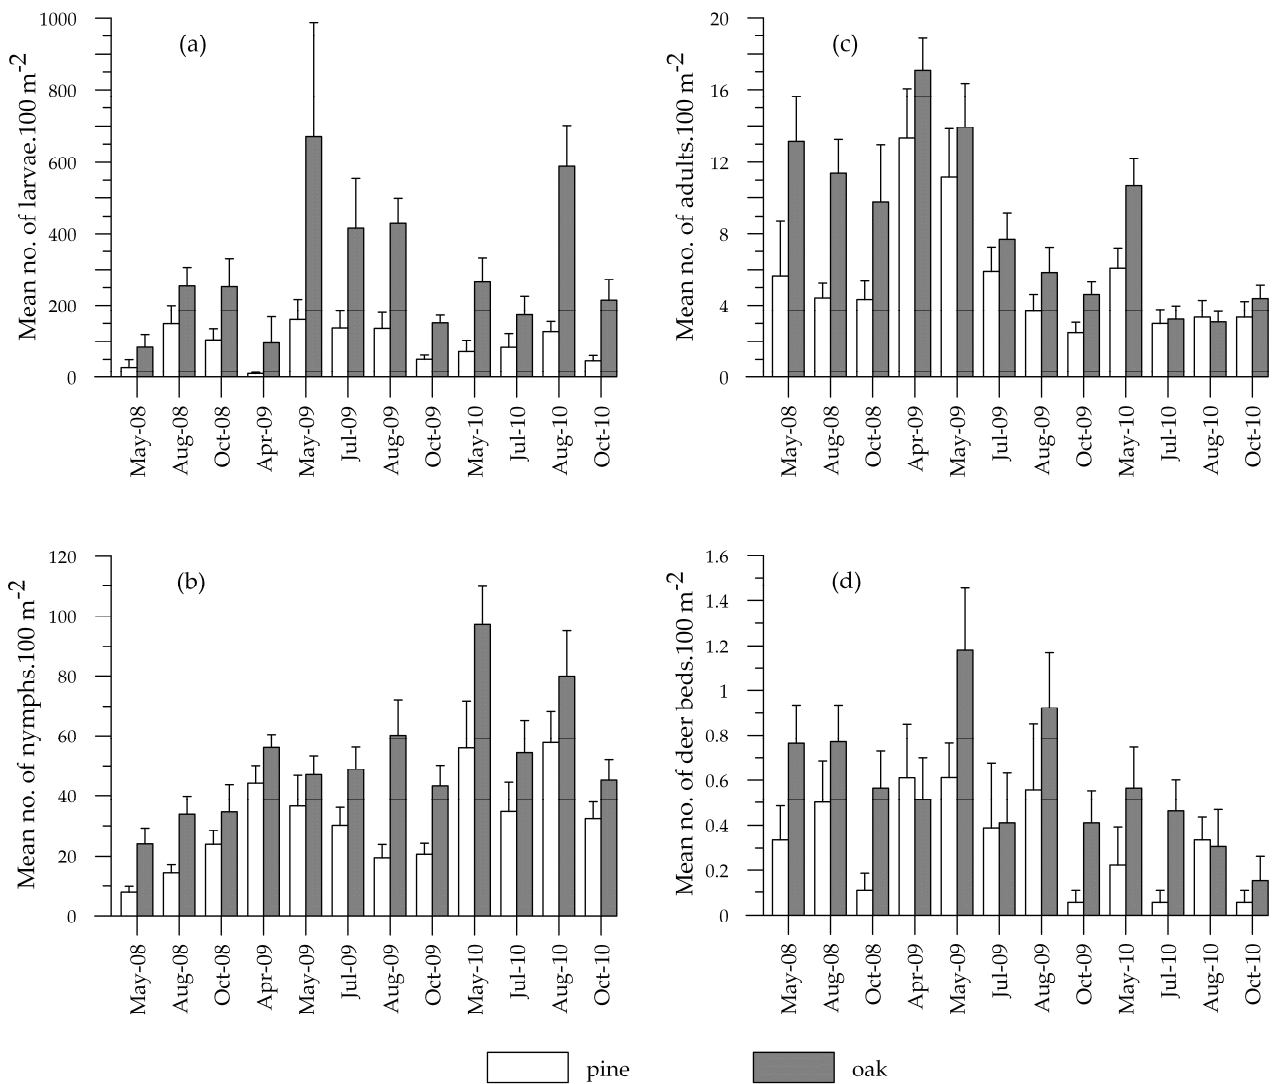 (a)
Mean no. of larvae.100 m-2
1000
800
600
400
200
0
May-08
Aug-08
Oct-08
Apr-09
May-09
Jul-09
Aug-09
Oct-09
May-10
Jul-10
Aug-10
Oct-10
(c)
Mean no. of adults.100 m-2
20
16
12
8
4
0
May-08
Aug-08
Oct-08
Apr-09
May-09
Jul-09
Aug-09
Oct-09
May-10
Jul-10
Aug-10
Oct-10
(b)
Mean no. of nymphs.100 m-2
120
100
80
60
40
20
0
May-08
Aug-08
Oct-08
Apr-09
May-09
Jul-09
Aug-09
Oct-09
May-10
Jul-10
Aug-10
Oct-10
(d)
Mean no. of deer beds.100 m-2
1.6
1.4
1.2
1
0.8
0.6
0.4
0.2
0
May-08
Aug-08
Oct-08
Apr-09
May-09
Jul-09
Aug-09
Oct-09
May-10
Jul-10
Aug-10
Oct-10
pine
oak